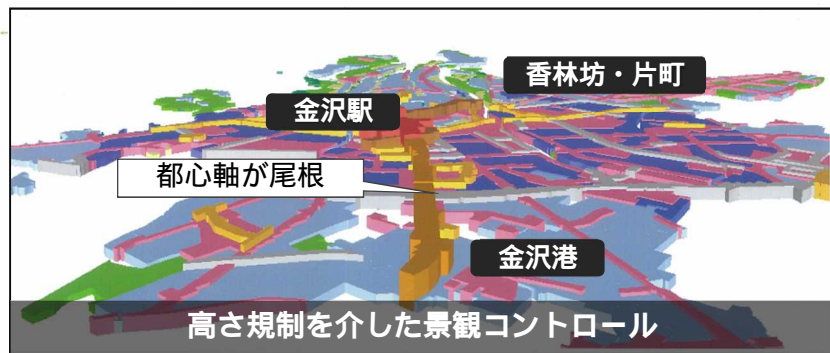 香林坊・片町
金沢駅
都心軸が尾根
金沢港
高さ規制を介した景観コントロール